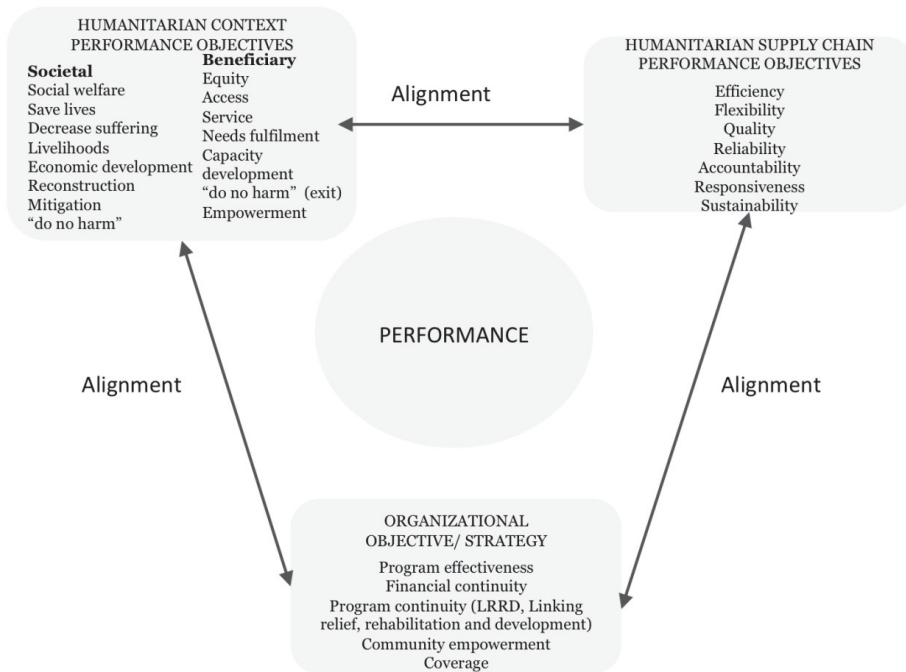 HUMANITARIAN CONTEXT
PERFORMANCE OBJECTIVES
Societal
Social welfare
Save lives
Decrease suffering
Livelihoods
Economic development
Reconstruction
Mitigation
“do no harm”
Beneficiary
Equity
Access
Service
Needs fulfilment
Capacity
development
“do no harm” (exit)
Empowerment
Alignment
HUMANITARIAN SUPPLY CHAIN
PERFORMANCE OBJECTIVES
Efficiency
Flexibility
Quality
Reliability
Accountability
Responsiveness
Sustainability
PERFORMANCE
Alignment
Alignment
ORGANIZATIONAL
OBJECTIVE/ STRATEGY
Program effectiveness
Financial continuity
Program continuity (LRRD, Linking
relief, rehabilitation and development)
Community empowerment
Coverage